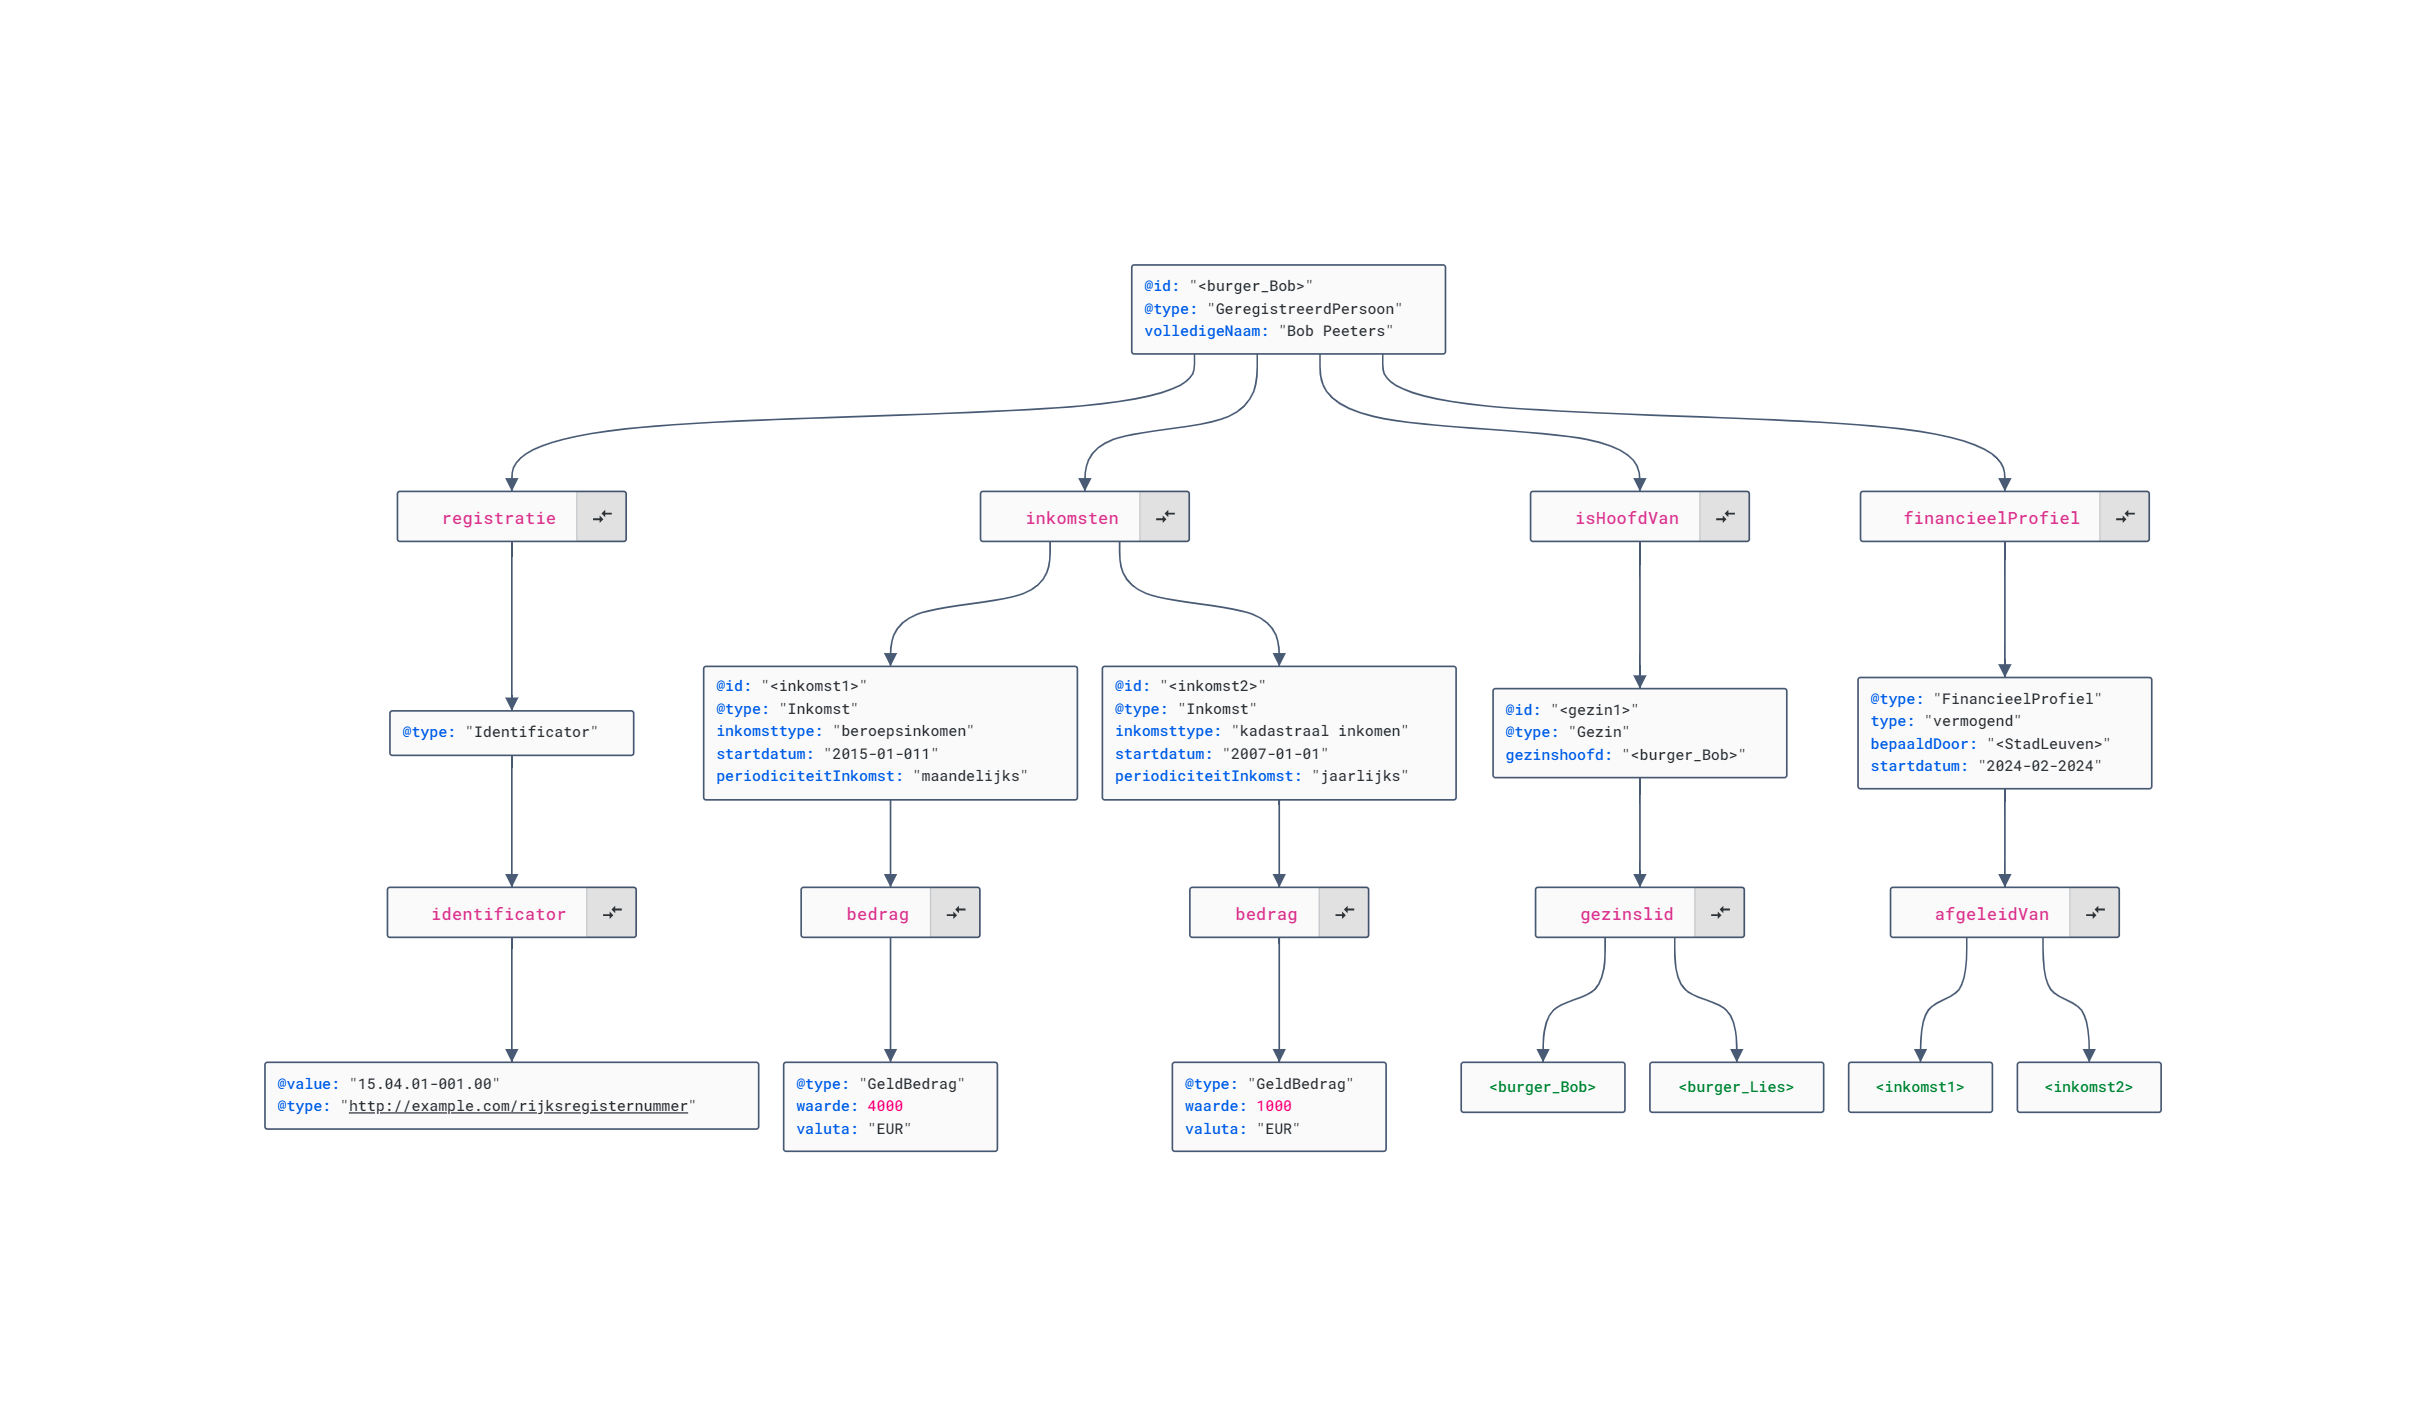 @id: "<burger_Bob>"
@type: "GeregistreerdPersoon"
volledigeNaam: "Bob Peeters"
registratie
inkomsten
isHoofdVan
financieelProfiel
@type: "Identificator"
@id: "<inkomst1>"
@type: "Inkomst"
inkomsttype: "beroepsinkomen"
startdatum: "2015-01-011"
periodiciteitInkomst: "maandelijks"
@id: "<inkomst2>"
@type: "Inkomst"
inkomsttype: "kadastraal inkomen"
startdatum: "2007-01-01"
periodiciteitInkomst: "jaarlijks"
@id: "<gezin1>"
@type: "Gezin"
gezinshoofd: "<burger_Bob>"
@type: "FinancieelProfiel"
type: "vermogend"
bepaaldDoor: "<StadLeuven>"
startdatum: "2024-02-2024"
identificator
bedrag
bedrag
gezinslid
afgeleidVan
@value: "15.04.01-001.00"
@type: "http://example.com/rijksregisternummer"
@type: "GeldBedrag"
waarde: 4000
valuta: "EUR"
@type: "GeldBedrag"
waarde: 1000
valuta: "EUR"
<burger_Bob>
<burger_Lies>
<inkomst1>
<inkomst2>